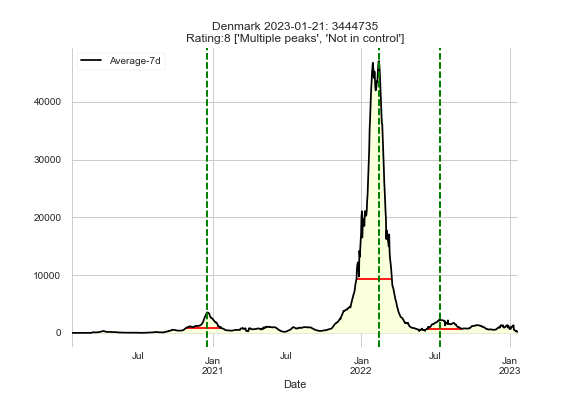 Denmark 2023-01-21: 3444735
Rating:8 ['Multiple peaks', 'Not in control']
Average-7d
40000
30000
20000
10000
0
Jul
Jan
2021
Jul
Jan
2022
Jul
Jan
2023
Date